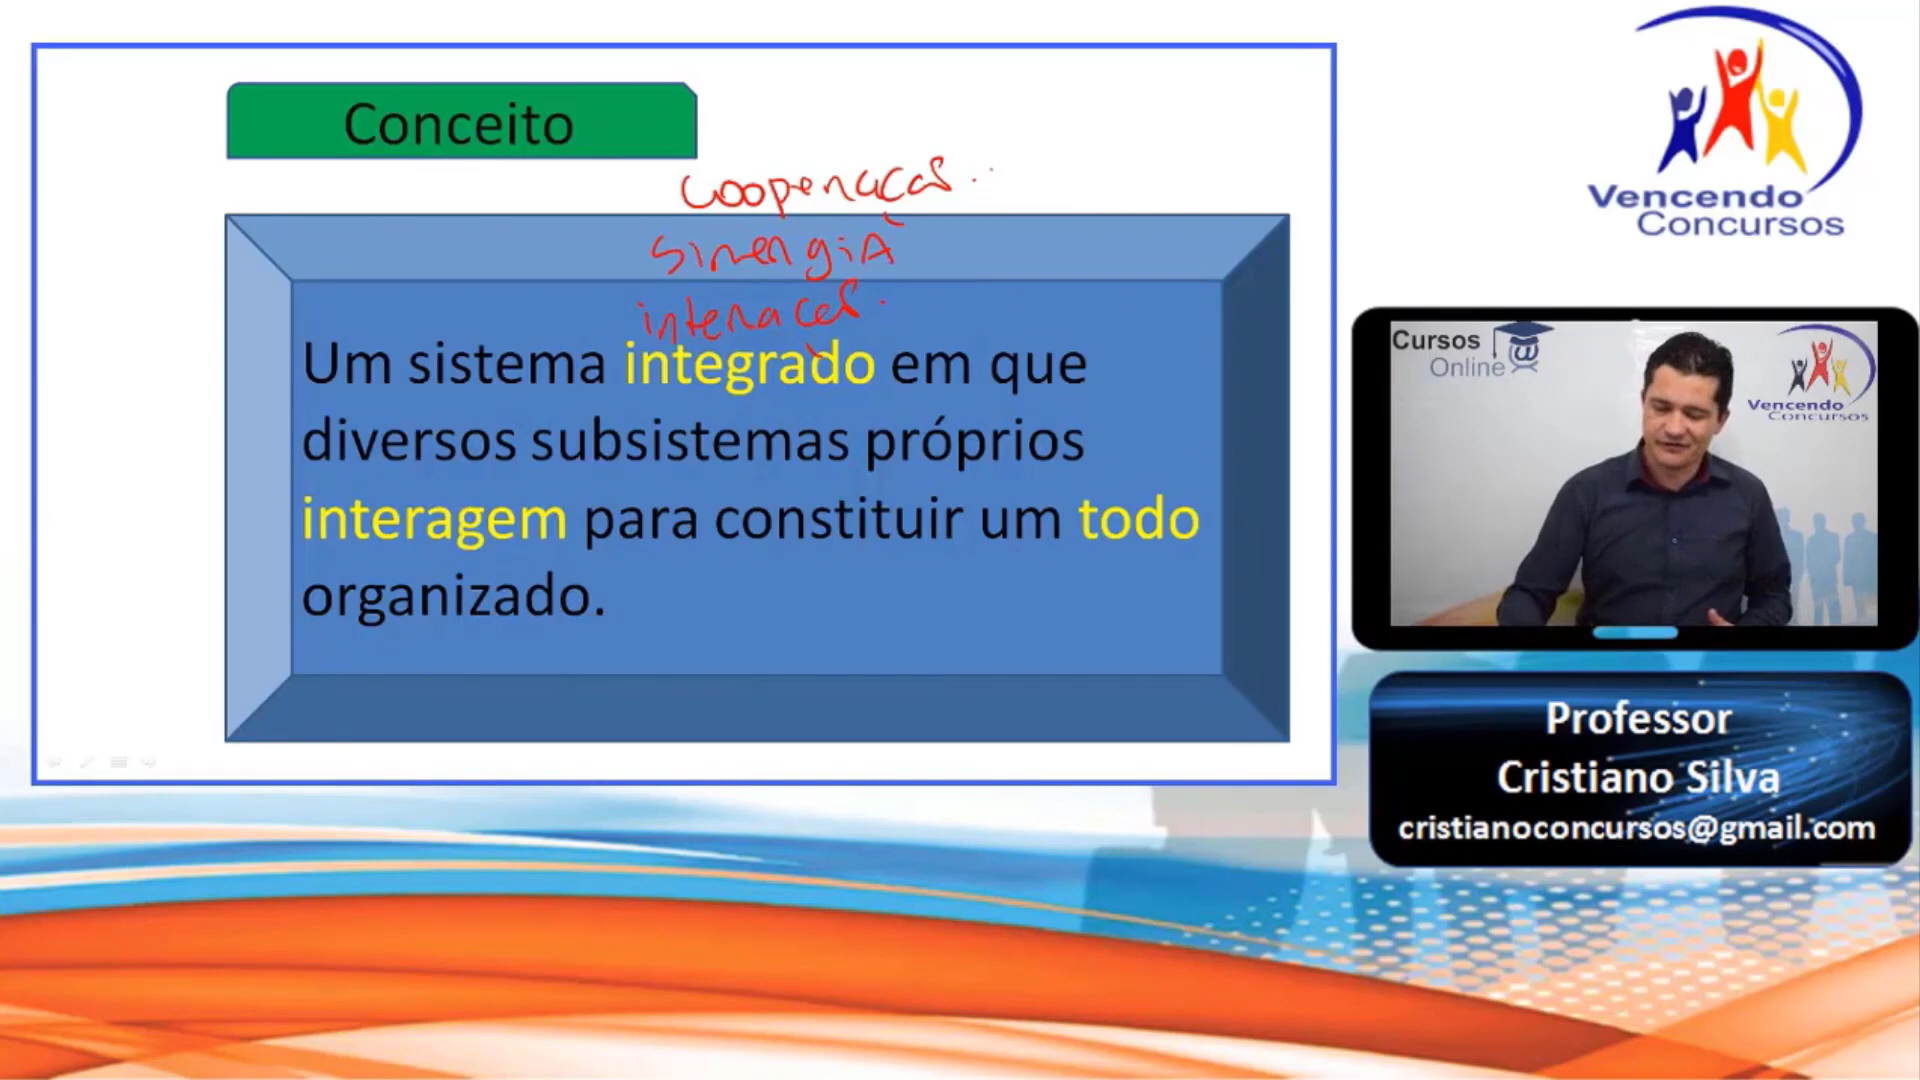 Conceito
Cooperação.
sinergiA
interação.
Um sistema integrado em que
diversos subsistemas próprios
interagem para constituir um todo
organizado.
Vencendo
Concursos
Cursos
Online
@
Vencendo
Concursos
Professor
Cristiano Silva
cristianoconcursos@gmail.com